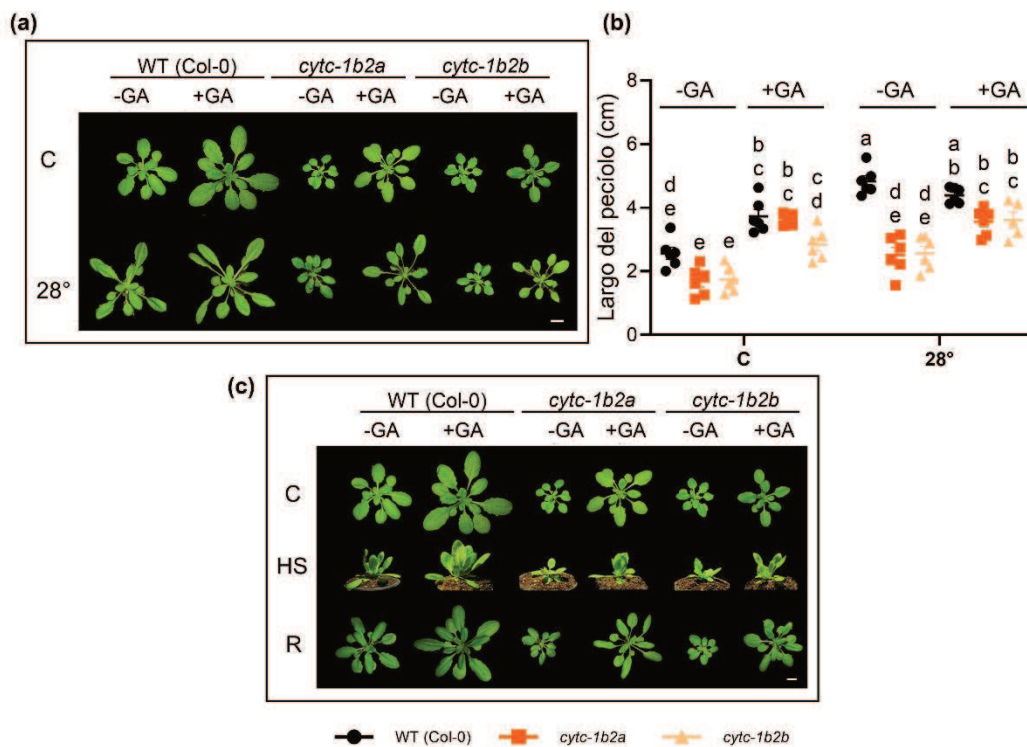 (a)
WT (Col-0) cytc-1b2a cytc-1b2b
-GA +GA -GA +GA -GA +GA
C
28°
(b)
Largo del pecíolo (cm)
8
6
4
2
0
-GA +GA -GA +GA
d
e
e
e
b
c
b
c
c
d
a
d
e
d
e
a
b
b
c
b
c
C 28°
(c)
WT (Col-0) cytc-1b2a cytc-1b2b
-GA +GA -GA +GA -GA +GA
C
HS
R
WT (Col-0) cytc-1b2a cytc-1b2b